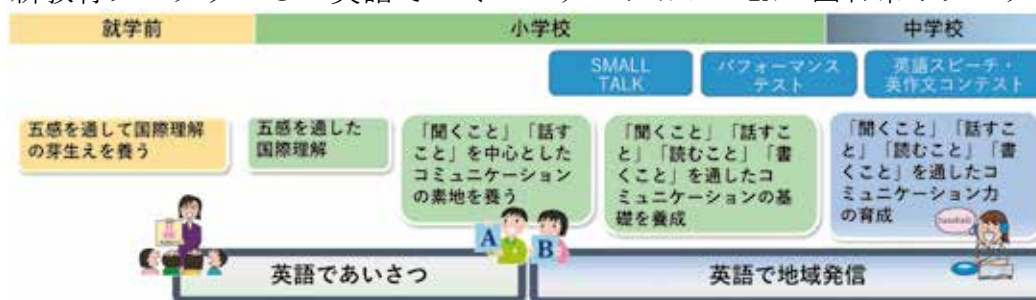 就学前
小学校
中学校
SMALL
TALK
パフォーマンス
テスト
英語スピーチ・
英作文コンテスト
五感を通して国際理解
の芽生えを養う
五感を通した
国際理解
「聞くこと」「話す
こと」を中心とした
コミュニケーション
の素地を養う
「聞くこと」「話すこ
と」「読むこと」「書
くこと」を通したコ
ミュニケーションの基
礎を養成
「聞くこと」「話すこ
と」「読むこと」「書
くこと」を通したコ
ミュニケーション力
の育成
A
B
英語であいさつ
英語で地域発信